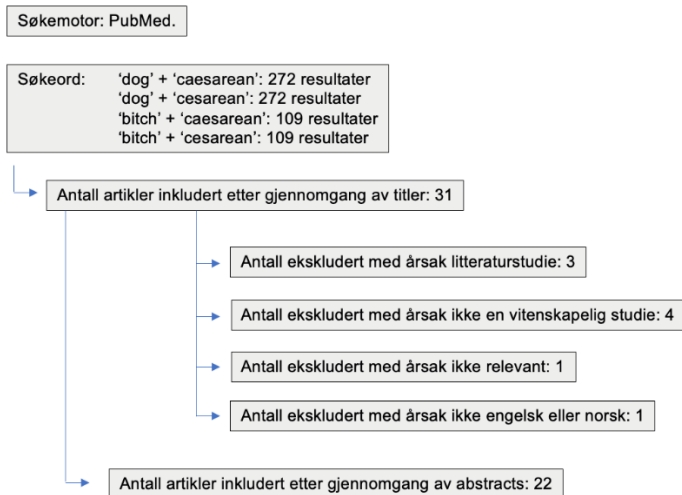 Søkemotor: PubMed.
Søkeord: 'dog' + 'caesarean': 272 resultater
'dog' + 'cesarean': 272 resultater
'bitch' + 'caesarean': 109 resultater
'bitch' + 'cesarean': 109 resultater
Antall artikler inkludert etter gjennomgang av titler: 31
Antall ekskludert med årsak litteraturstudie: 3
Antall ekskludert med årsak ikke en vitenskapelig studie: 4
Antall ekskludert med årsak ikke relevant: 1
Antall ekskludert med årsak ikke engelsk eller norsk: 1
Antall artikler inkludert etter gjennomgang av abstracts: 22